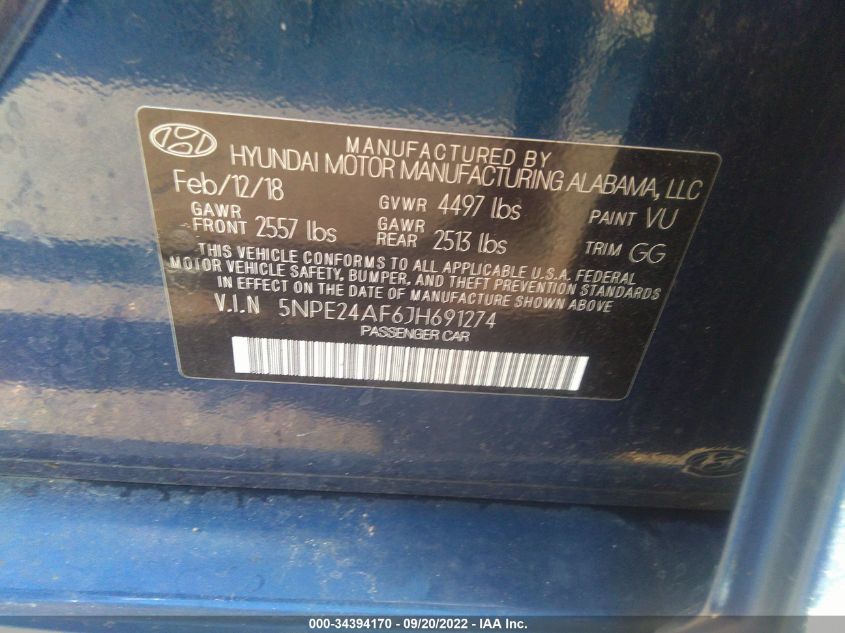 MANUFACTURED BY
HYUNDAI MOTOR MANUFACTURING ALABAMA, LLC
Feb/12/18 GVWR 4497 lbs PAINT VU
GAWR FRONT 2557 lbs GAWR REAR 2513 lbs TRIM GG
THIS VEHICLE CONFORMS TO ALL APPLICABLE U.S.A. FEDERAL
MOTOR VEHICLE SAFETY, BUMPER, AND THEFT PREVENTION STANDARDS
IN EFFECT ON THE DATE OF MANUFACTURE SHOWN ABOVE
V.I.N 5NPE24AF6JH691274
PASSENGER CAR
000-34394170 - 09/20/2022 - IAA Inc.